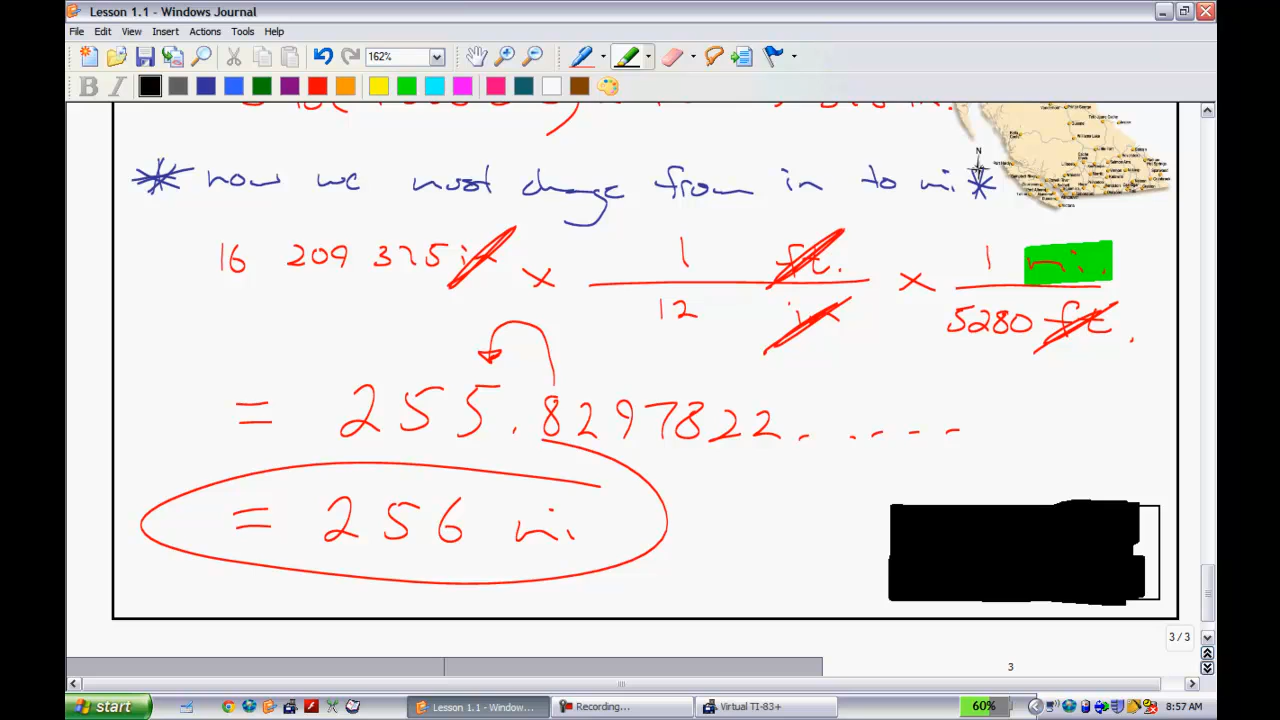 Lesson 1.1 - Windows Journal
File Edit View Insert Actions Tools Help
162%
B I
* now we must change from in to mi *
16 209 375 in × 1 ft. / 12 in × 1 mi. / 5280 ft.
= 255.8297822. . - - - -
= 256 mi
3/3
3
start Lesson 1.1 - Window... Recording... Virtual TI-83+ 60% 8:57 AM